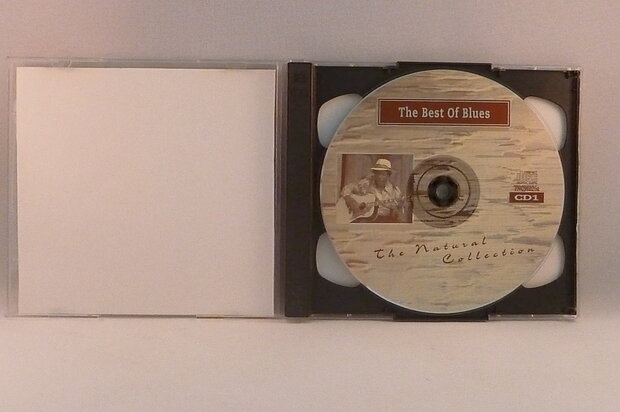 The Best Of Blues
CD1
The Natural
Collection